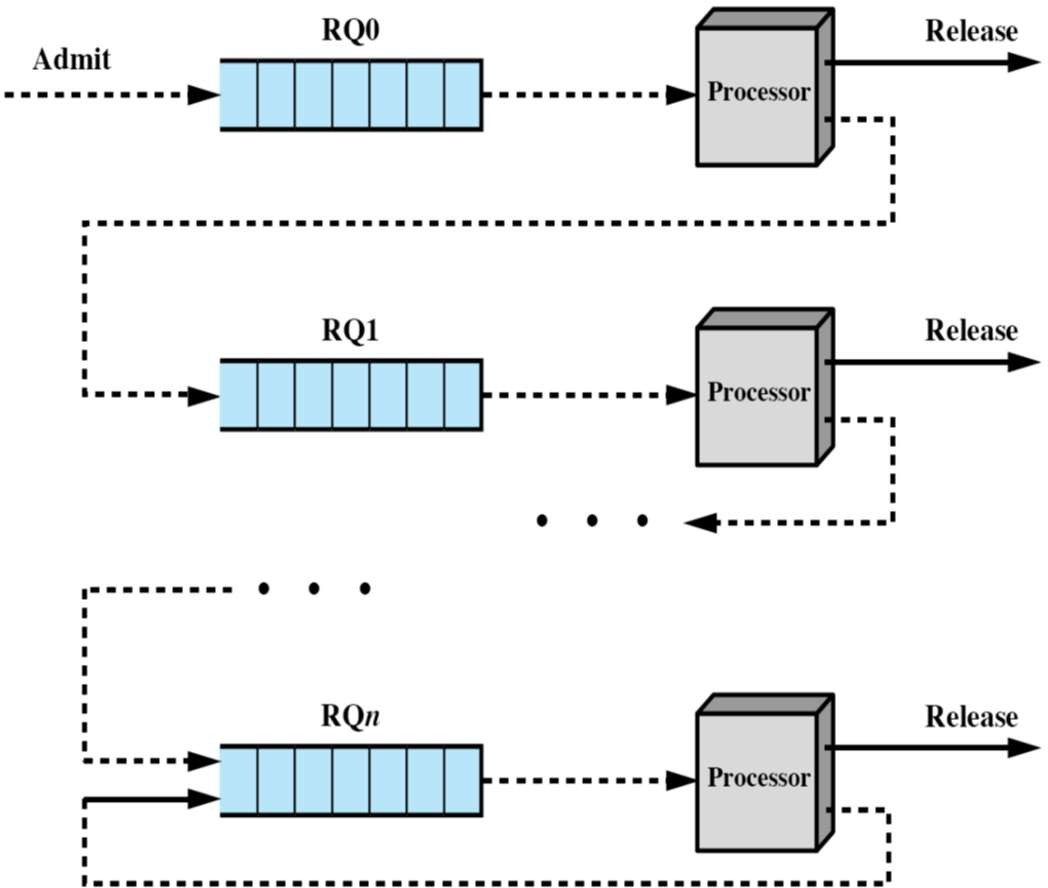 RQ0
Release
Admit
Processor
RQ1
Release
Processor
RQn
Release
Processor